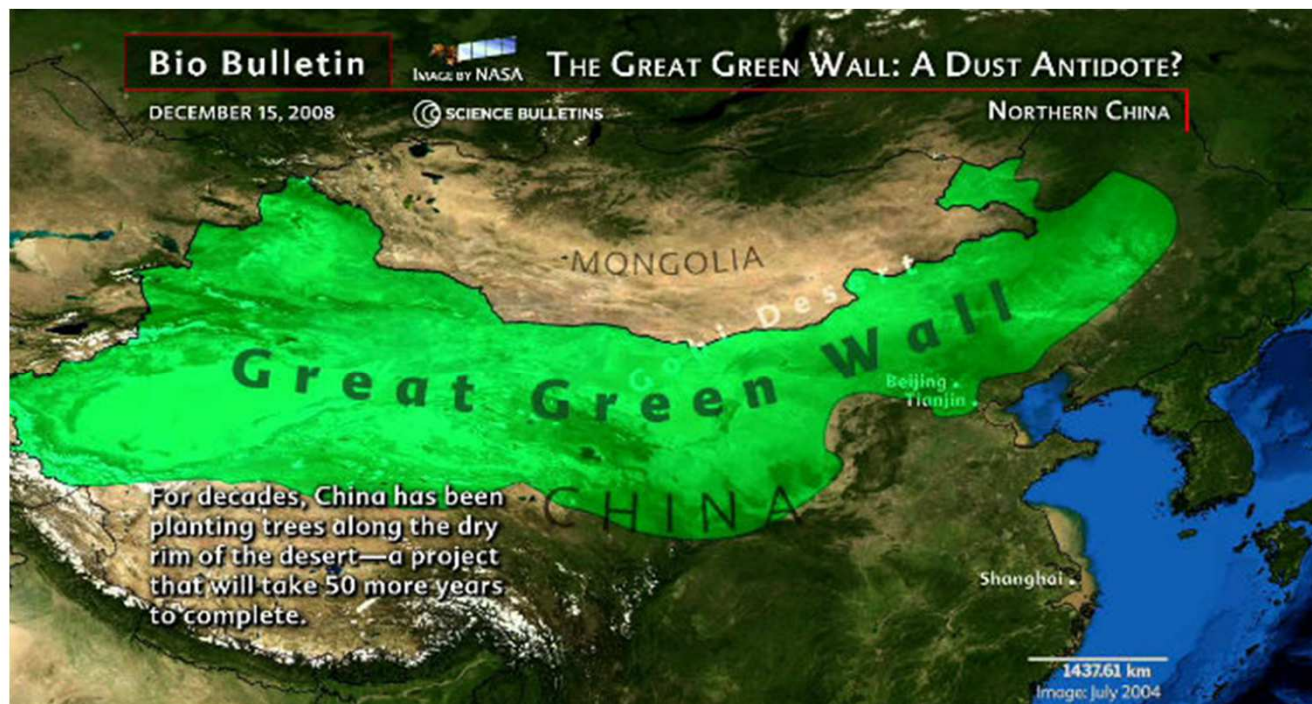 Bio Bulletin
IMAGE BY NASA
THE GREAT GREEN WALL: A DUST ANTIDOTE?
DECEMBER 15, 2008
SCIENCE BULLETINS
NORTHERN CHINA
MONGOLIA
Gobi Desert
Great Green Wall
Beijing
Tianjin
CHINA
For decades, China has been
planting trees along the dry
rim of the desert—a project
that will take 50 more years
to complete.
Shanghai
1437.61 km
Image: July 2004